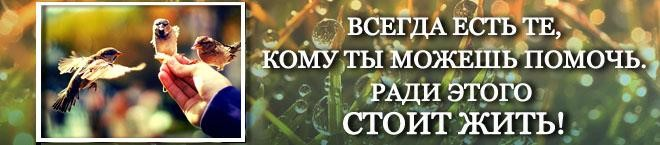 ВСЕГДА ЕСТЬ ТЕ,
КОМУ ТЫ МОЖЕШЬ ПОМОЧЬ.
РАДИ ЭТОГО
СТОИТ ЖИТЬ!